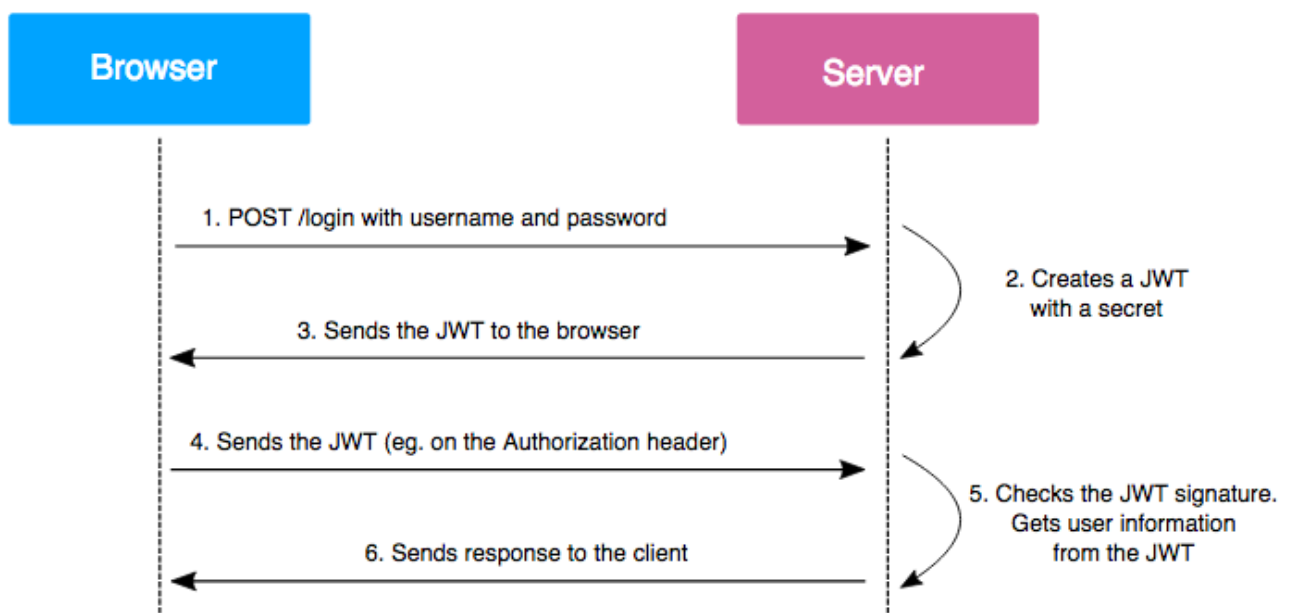 Browser
Server
1. POST /login with username and password
2. Creates a JWT
with a secret
3. Sends the JWT to the browser
4. Sends the JWT (eg. on the Authorization header)
5. Checks the JWT signature.
Gets user information
from the JWT
6. Sends response to the client